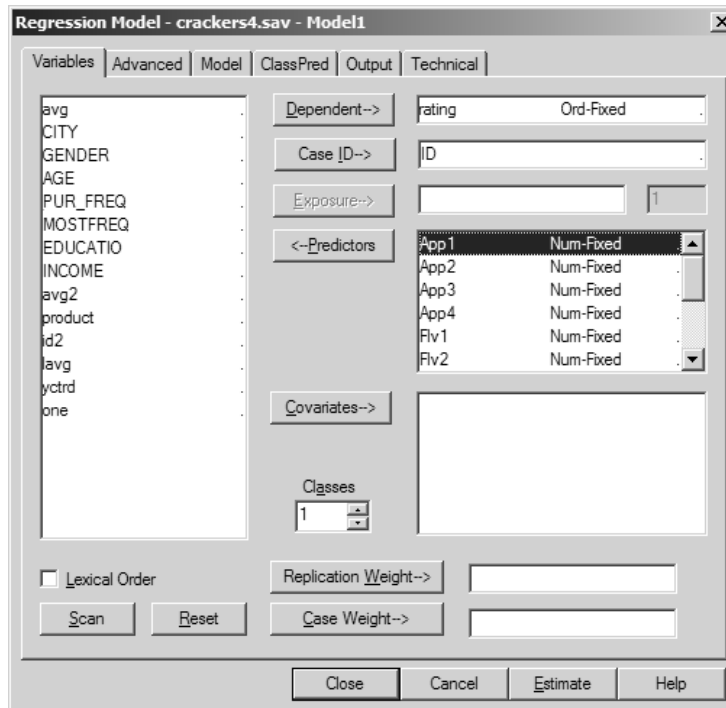 Regression Model - crackers4.sav - Model1
Variables Advanced Model ClassPred Output Technical
avg .
CITY .
GENDER .
AGE .
PUR_FREQ .
MOSTFREQ .
EDUCATIO .
INCOME .
avg2 .
product .
id2 .
lavg .
yctrd .
one .
Lexical Order
Scan Reset
Dependent-->
rating Ord-Fixed .
Case ID-->
ID .
Exposure-->
1
<--Predictors
App1 Num-Fixed .
App2 Num-Fixed .
App3 Num-Fixed .
App4 Num-Fixed .
Flv1 Num-Fixed .
Flv2 Num-Fixed .
Covariates-->
Classes
1
Replication Weight-->
Case Weight-->
Close Cancel Estimate Help